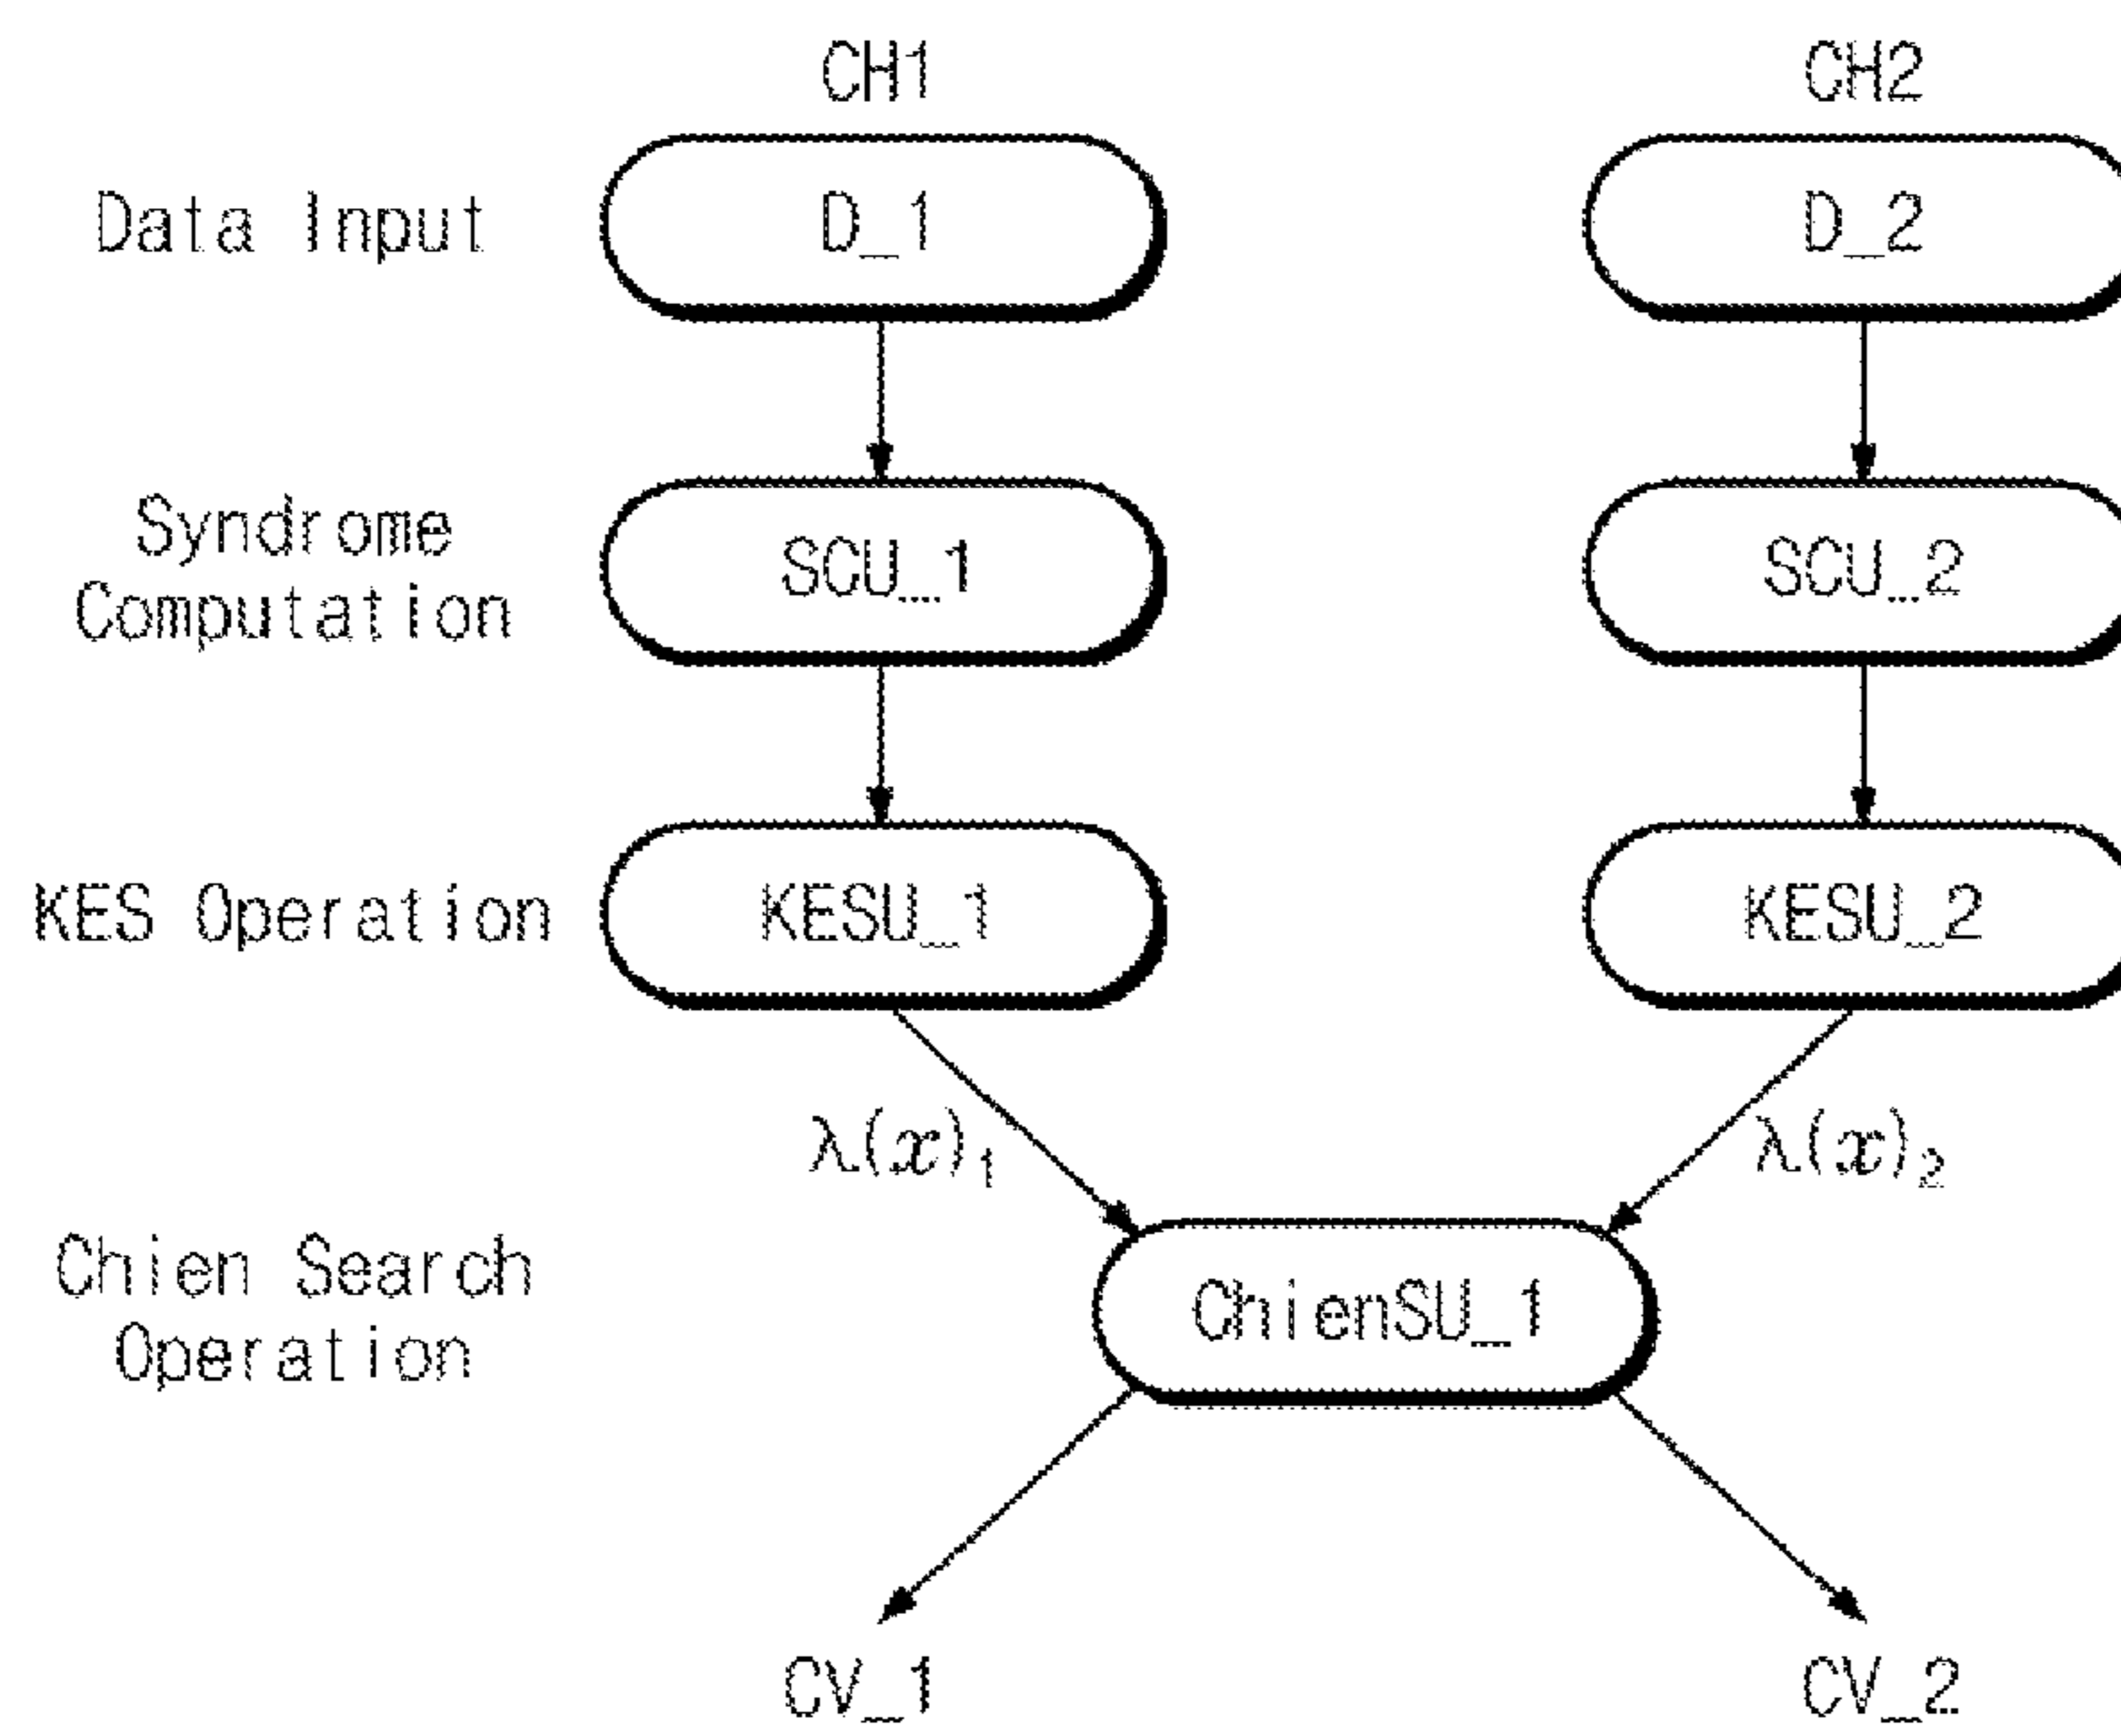 CH1 CH2
Data Input D_1 D_2
Syndrome
Computation
SCU_1 SCU_2
KES Operation KESU_1 KESU_2
λ(x)₁ λ(x)₂
Chien Search
Operation
ChienSU_1
CV_1 CV_2